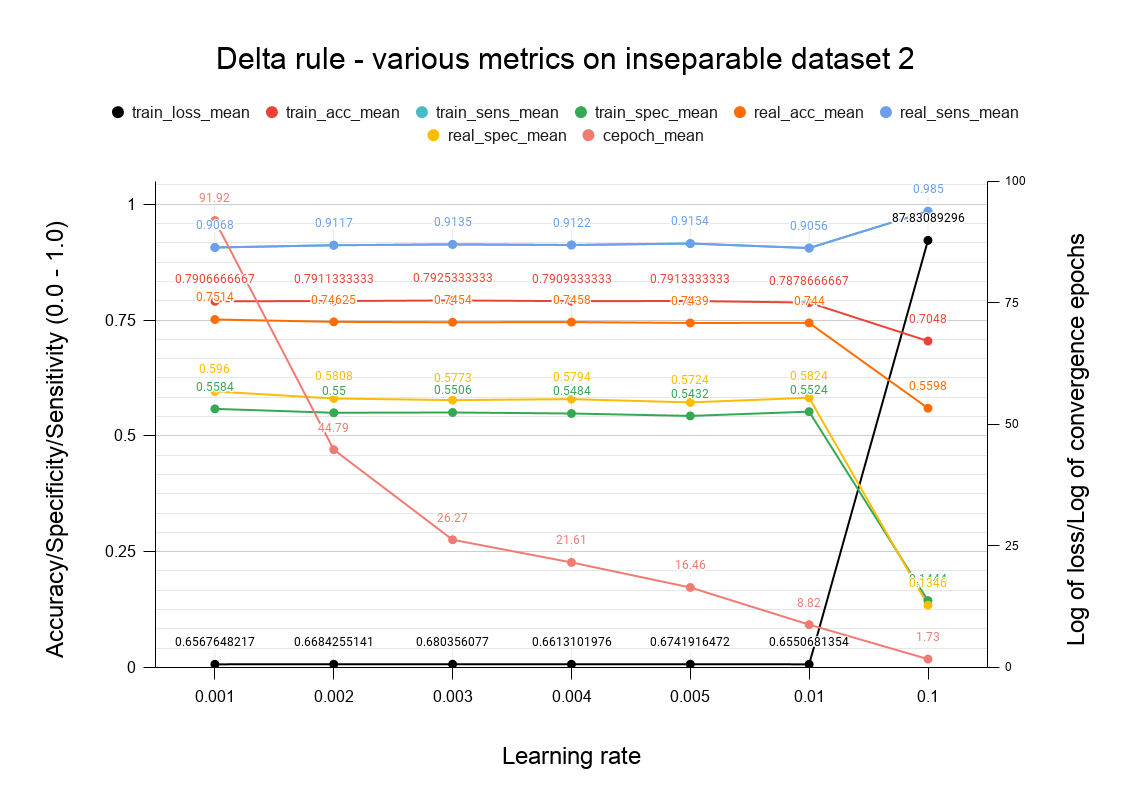 Delta rule - various metrics on inseparable dataset 2
train_loss_mean train_acc_mean train_sens_mean train_spec_mean real_acc_mean real_sens_mean
real_spec_mean cepoch_mean
Accuracy/Specificity/Sensitivity (0.0 - 1.0)
1
0.75
0.5
0.25
0
91.92
0.9068 0.9117 0.9135 0.9122 0.9154 0.9056 0.985
87.83089296
0.7906666667 0.7911333333 0.7925333333 0.7909333333 0.7913333333 0.7878666667 0.7048
0.7514 0.74625 0.7454 0.7458 0.7439 0.744 0.5598
0.596 0.5808 0.5773 0.5794 0.5724 0.5824 0.1346
0.5584 0.55 0.5506 0.5484 0.5432 0.5524 0.1444
44.79 26.27 21.61 16.46 8.82 1.73
0.6567648217 0.6684255141 0.680356077 0.6613101976 0.6741916472 0.6550681354
100
75
50
25
0
Log of loss/Log of convergence epochs
0.001 0.002 0.003 0.004 0.005 0.01 0.1
Learning rate